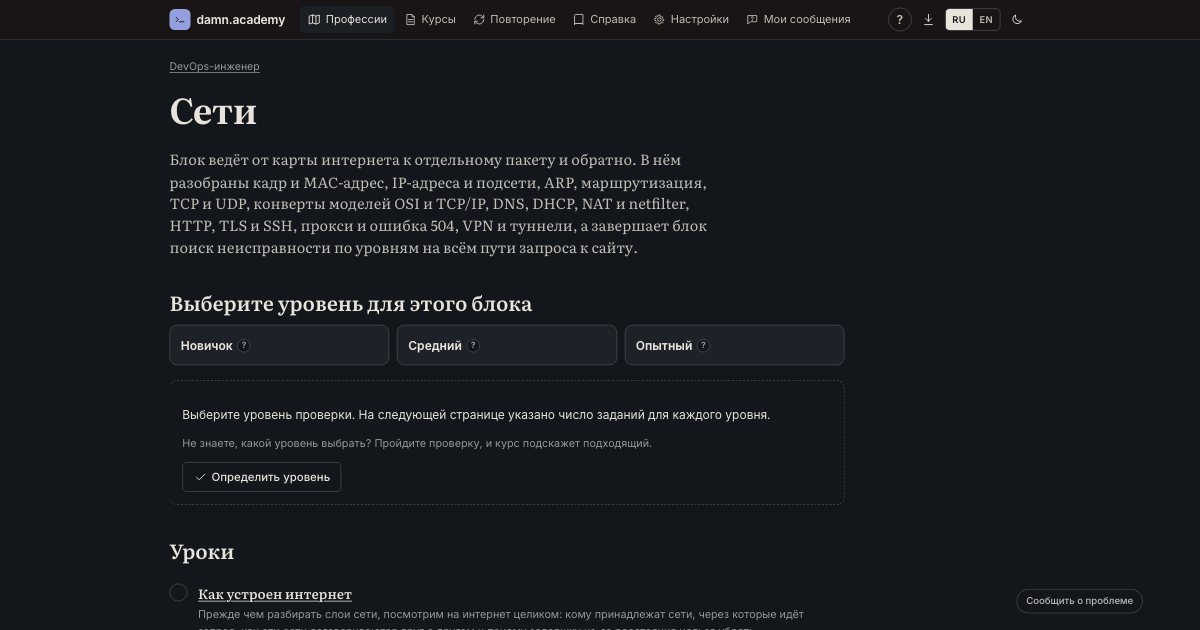 damn.academy
Профессии
Курсы
Повторение
Справка
Настройки
Мои сообщения
?
RU
EN
DevOps-инженер
Сети
Блок ведёт от карты интернета к отдельному пакету и обратно. В нём
разобраны кадр и MAC-адрес, IP-адреса и подсети, ARP, маршрутизация,
TCP и UDP, конверты моделей OSI и TCP/IP, DNS, DHCP, NAT и netfilter,
HTTP, TLS и SSH, прокси и ошибка 504, VPN и туннели, а завершает блок
поиск неисправности по уровням на всём пути запроса к сайту.
Выберите уровень для этого блока
Новичок ?
Средний ?
Опытный ?
Выберите уровень проверки. На следующей странице указано число заданий для каждого уровня.
Не знаете, какой уровень выбрать? Пройдите проверку, и курс подскажет подходящий.
Определить уровень
Уроки
Как устроен интернет
Прежде чем разбирать слои сети, посмотрим на интернет целиком: кому принадлежат сети, через которые идёт
Сообщить о проблеме